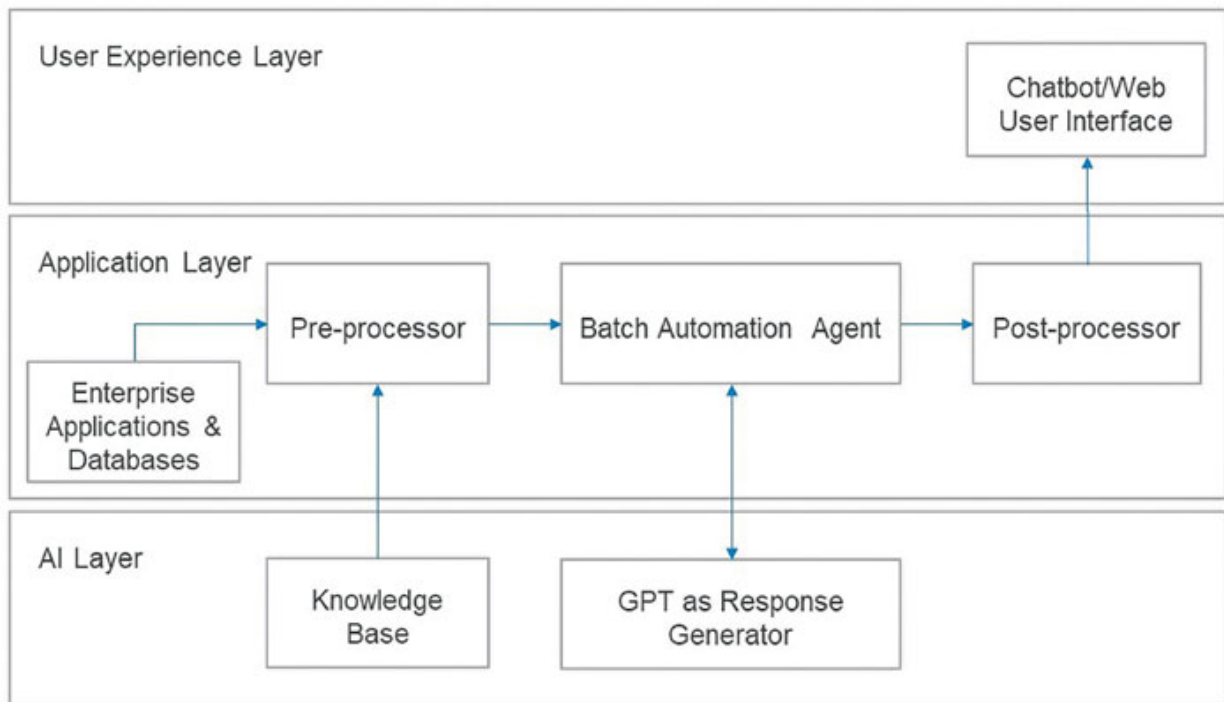 User Experience Layer
Chatbot/Web
User Interface
Application Layer
Pre-processor
Batch Automation Agent
Post-processor
Enterprise
Applications &
Databases
AI Layer
Knowledge
Base
GPT as Response
Generator